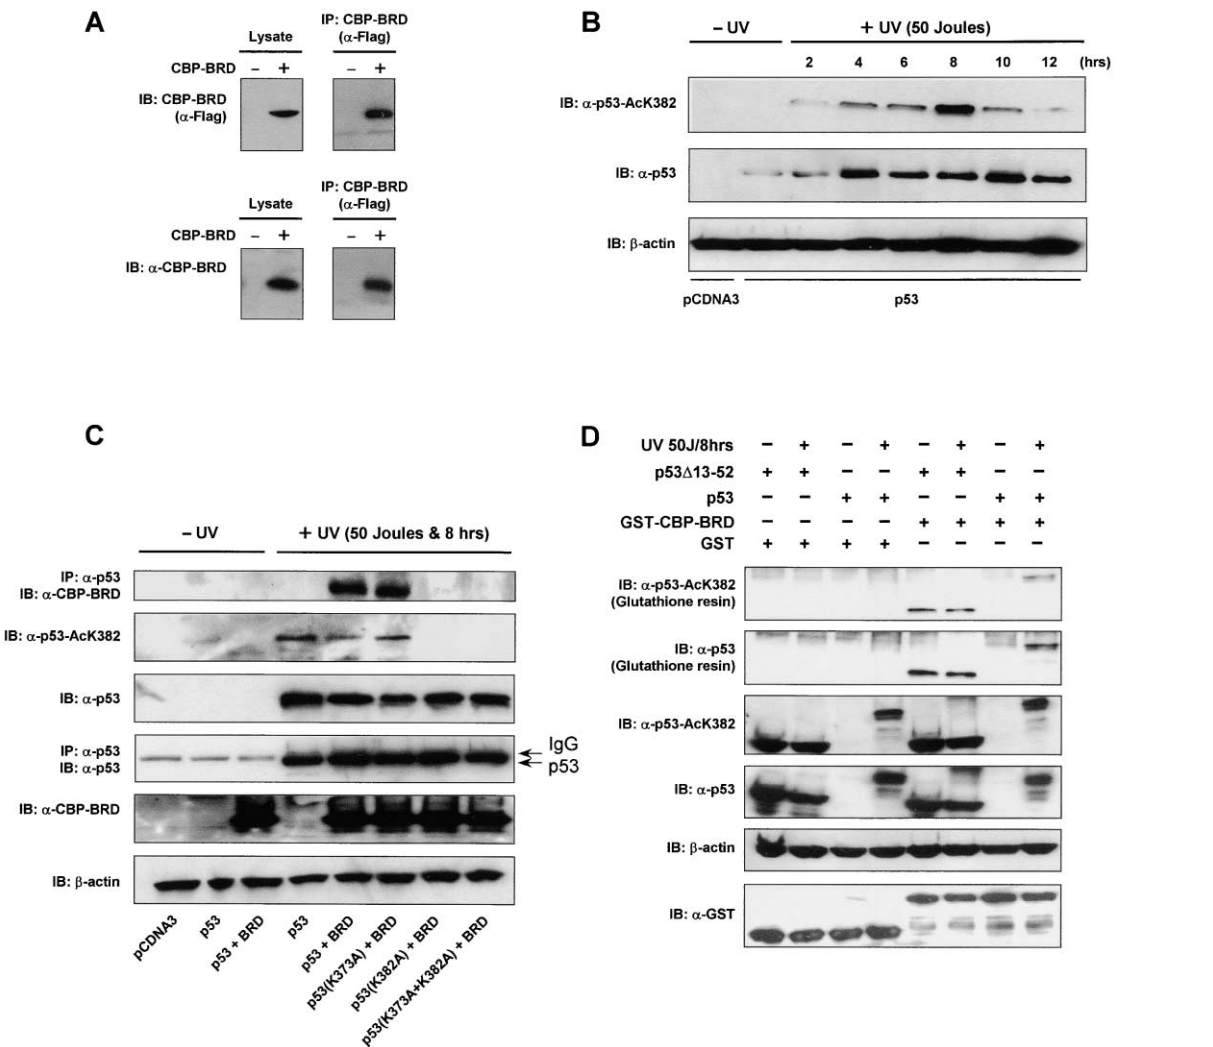 A
Lysate
IP: CBP-BRD
(α-Flag)
CBP-BRD – + – +
IB: CBP-BRD
(α-Flag)
Lysate
IP: CBP-BRD
(α-Flag)
CBP-BRD – + – +
IB: α-CBP-BRD
B
– UV
+ UV (50 Joules)
2 4 6 8 10 12 (hrs)
IB: α-p53-AcK382
IB: α-p53
IB: β-actin
pCDNA3
p53
C
– UV
+ UV (50 Joules & 8 hrs)
IP: α-p53
IB: α-CBP-BRD
IB: α-p53-AcK382
IB: α-p53
IP: α-p53
IB: α-p53
IgG
p53
IB: α-CBP-BRD
IB: β-actin
pCDNA3
p53
p53 + BRD
p53
p53 + BRD
p53(K373A) + BRD
p53(K382A) + BRD
p53(K373A+K382A) + BRD
D
UV 50J/8hrs – + – + – + – +
p53Δ13-52 + + – – + + – –
p53 – – + + – – + +
GST-CBP-BRD – – – – + + + +
GST + + + + – – – –
IB: α-p53-AcK382
(Glutathione resin)
IB: α-p53
(Glutathione resin)
IB: α-p53-AcK382
IB: α-p53
IB: β-actin
IB: α-GST